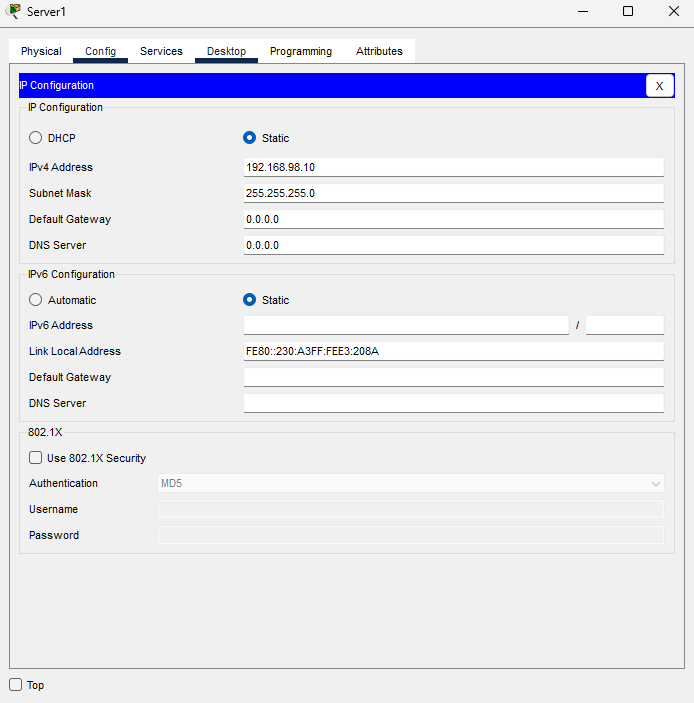 Server1
Physical Config Services Desktop Programming Attributes
IP Configuration X
IP Configuration
DHCP Static
IPv4 Address 192.168.98.10
Subnet Mask 255.255.255.0
Default Gateway 0.0.0.0
DNS Server 0.0.0.0
IPv6 Configuration
Automatic Static
IPv6 Address /
Link Local Address FE80::230:A3FF:FEE3:208A
Default Gateway
DNS Server
802.1X
Use 802.1X Security
Authentication MD5
Username
Password
Top